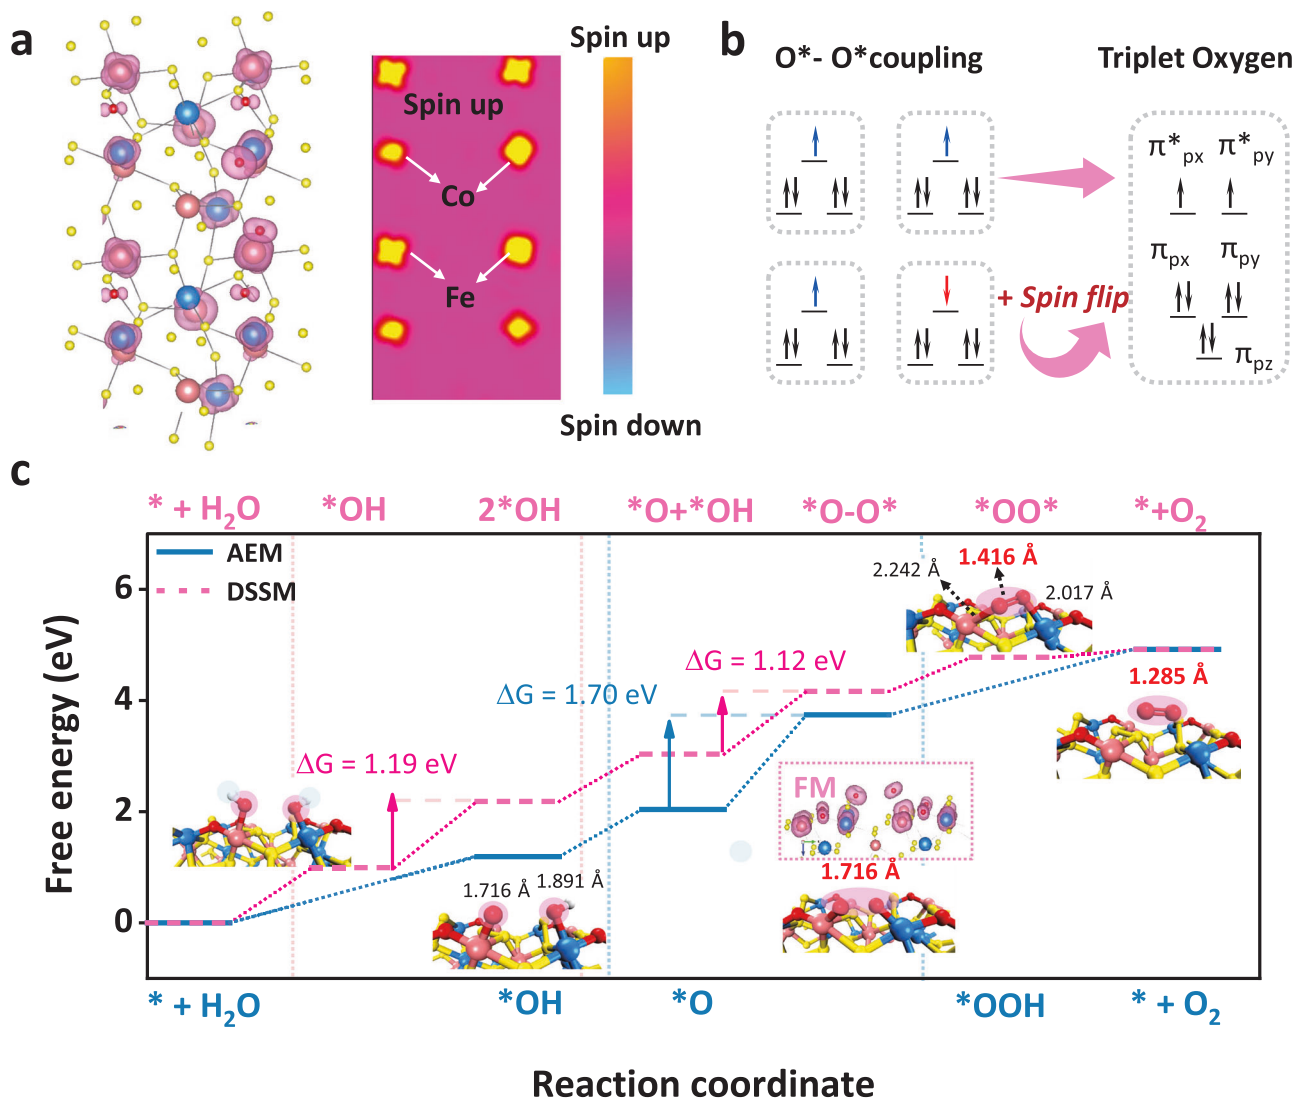 a
Spin up
Spin up
Co
Fe
Spin down
b
O*- O*coupling
Triplet Oxygen
π*px π*py
πpx πpy
+ Spin flip
πpz
c
* + H2O *OH 2*OH *O+*OH *O-O* *OO* *+O2
AEM
DSSM
Free energy (eV)
6
4
2
0
ΔG = 1.19 eV
ΔG = 1.70 eV
ΔG = 1.12 eV
2.242 Å
1.416 Å
2.017 Å
1.285 Å
1.716 Å
1.891 Å
FM
1.716 Å
* + H2O *OH *O *OOH * + O2
Reaction coordinate